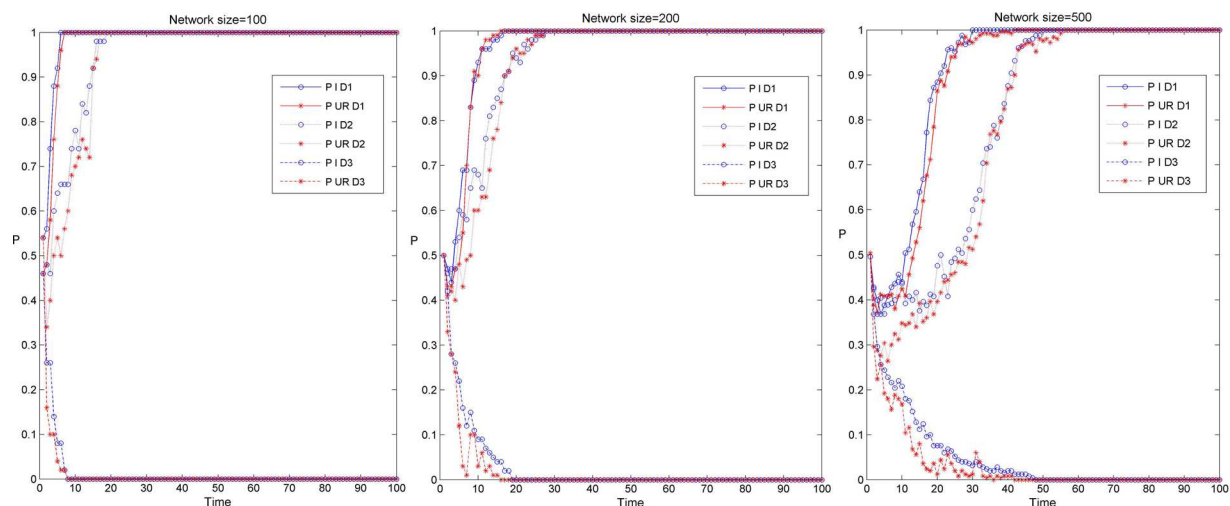 Network size=100
1
0.9
0.8
0.7
0.6
P
0.5
0.4
0.3
0.2
0.1
0
0 10 20 30 40 50 60 70 80 90 100
Time
P I D1
P UR D1
P I D2
P UR D2
P I D3
P UR D3
Network size=200
1
0.9
0.8
0.7
0.6
P
0.5
0.4
0.3
0.2
0.1
0
0 10 20 30 40 50 60 70 80 90 100
Time
P I D1
P UR D1
P I D2
P UR D2
P I D3
P UR D3
Network size=500
1
0.9
0.8
0.7
0.6
P
0.5
0.4
0.3
0.2
0.1
0
0 10 20 30 40 50 60 70 80 90 100
Time
P I D1
P UR D1
P I D2
P UR D2
P I D3
P UR D3